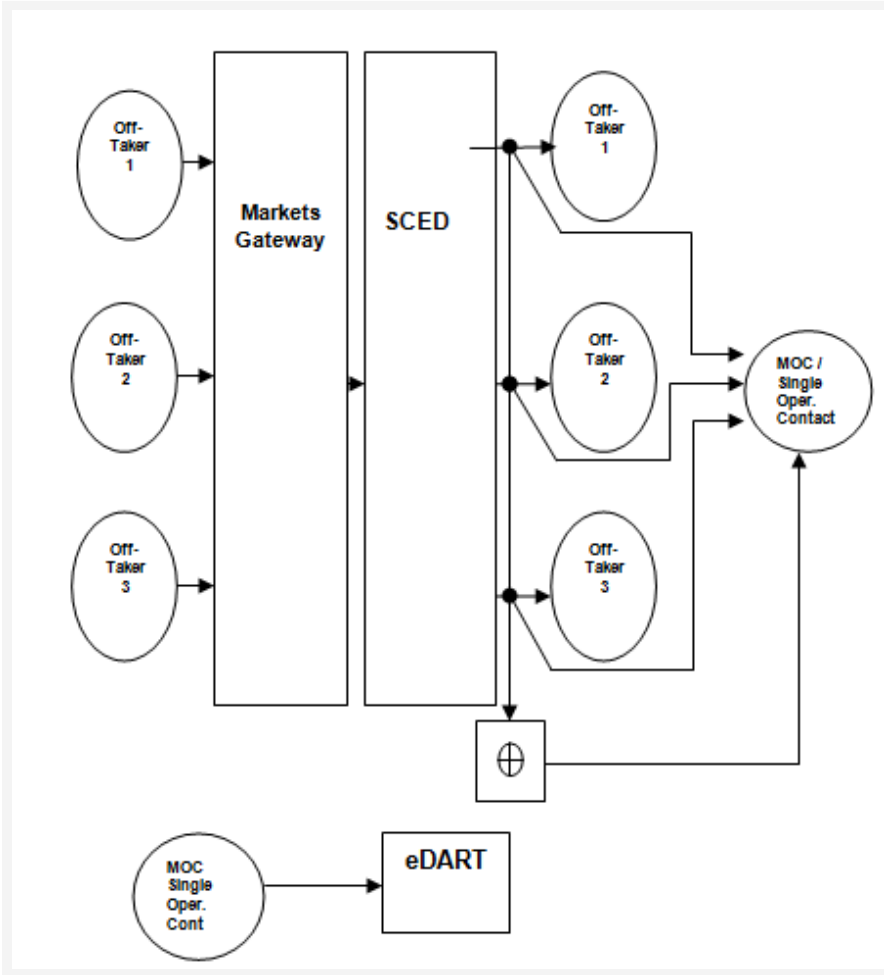 Off-
Taker
1
Off-
Taker
1
Markets
Gateway
SCED
Off-
Taker
2
Off-
Taker
2
MOC /
Single
Oper.
Contact
Off-
Taker
3
Off-
Taker
3
MOC
Single
Oper.
Cont
eDART